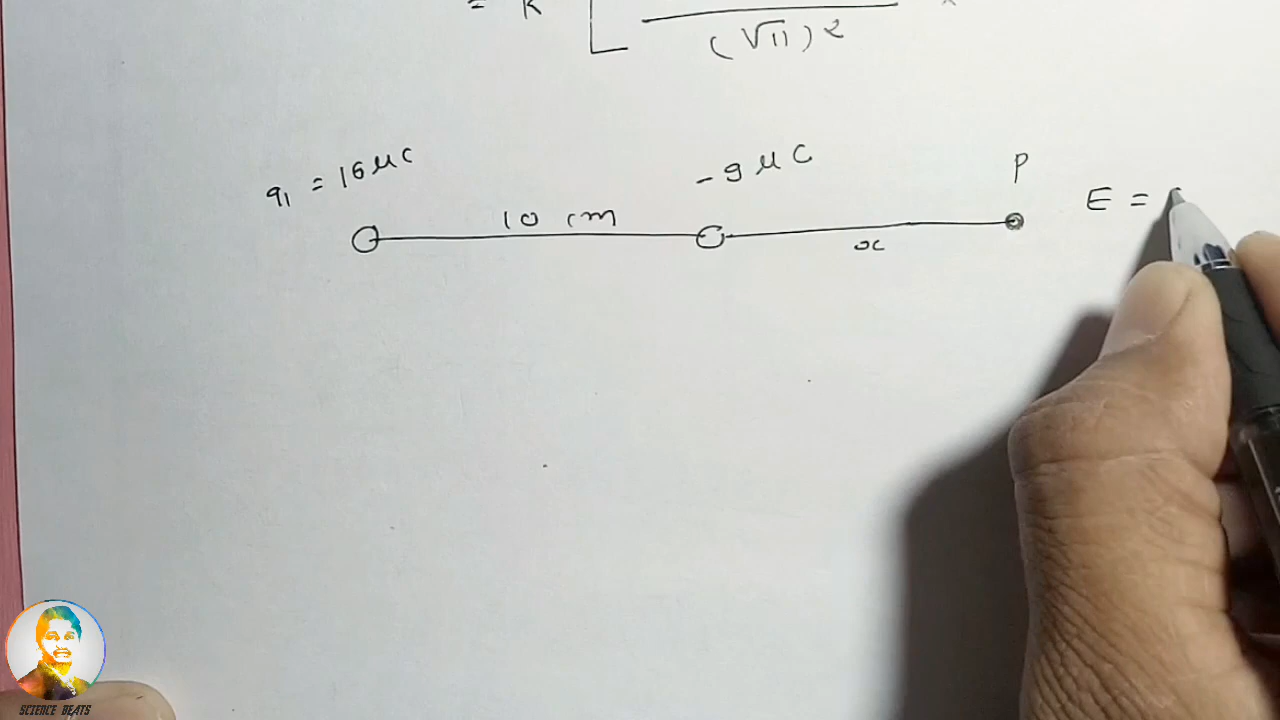 = K [
(√11)²
q1 = 16 μC
-9 μC
P
10 cm
x
E =
SCIENCE BEATS